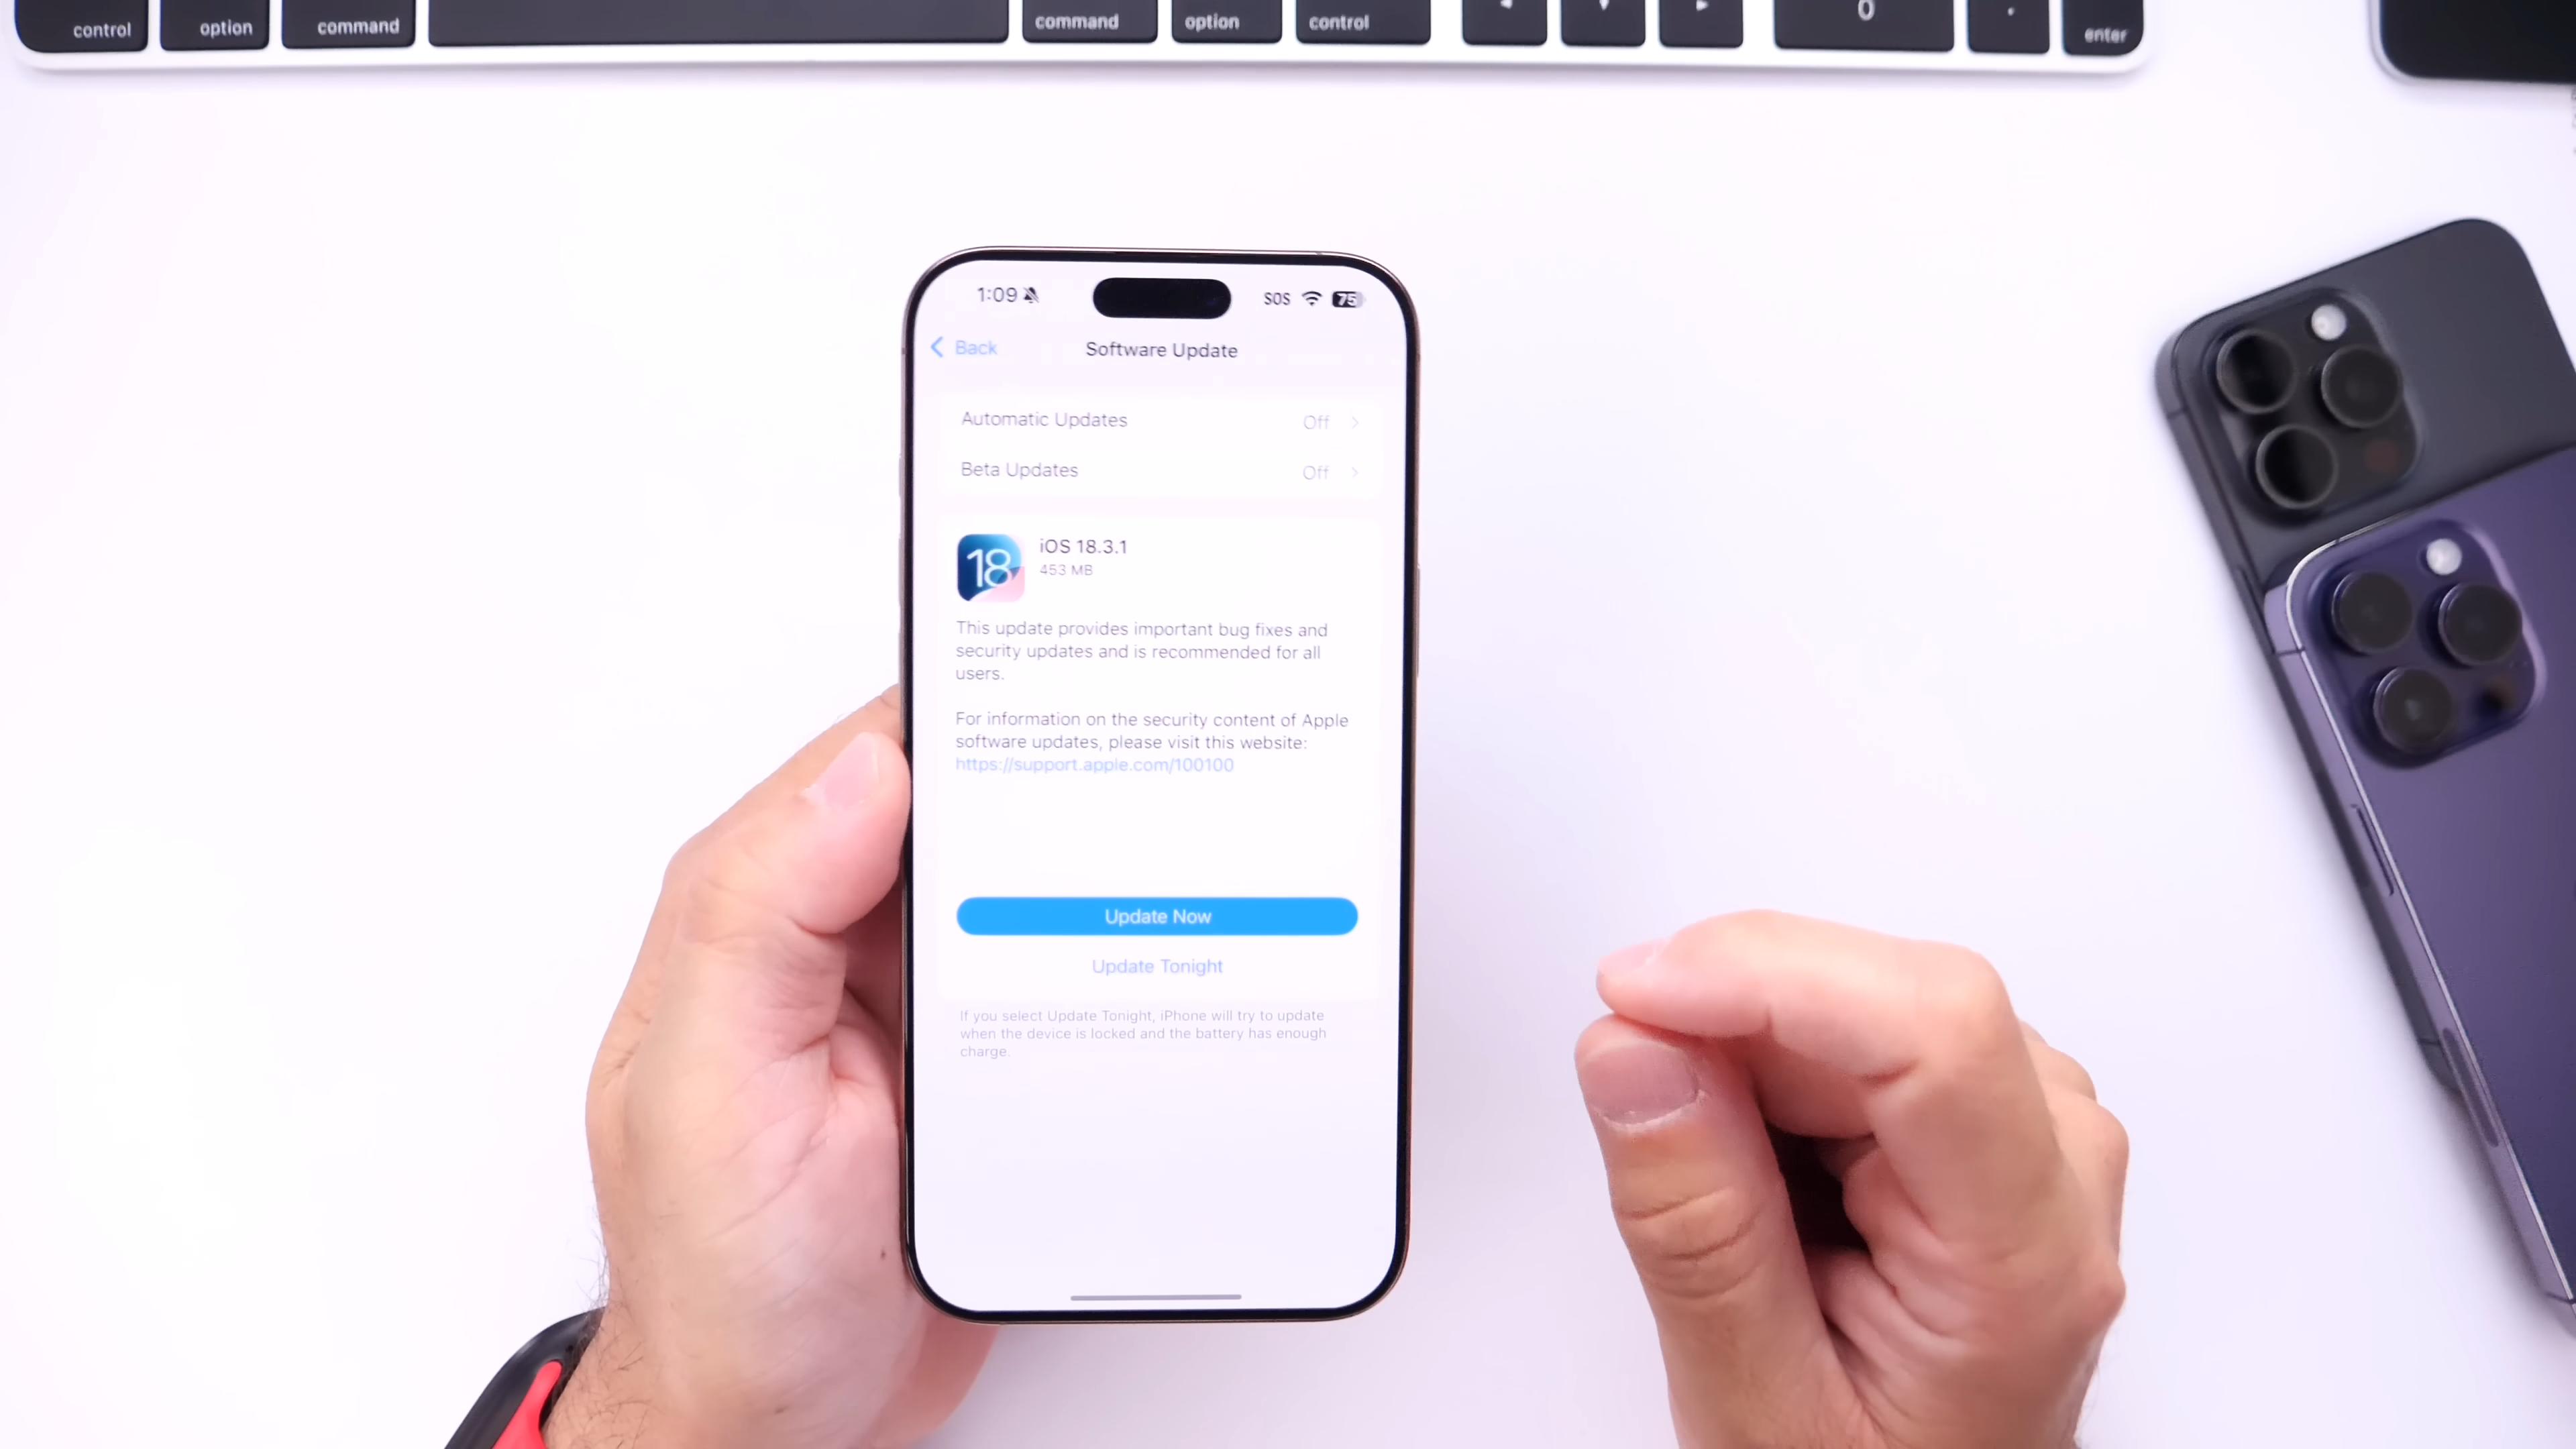 control option command command option control 0 . enter
1:09 SOS 75
Back Software Update
Automatic Updates Off
Beta Updates Off
18 iOS 18.3.1
453 MB
This update provides important bug fixes and
security updates and is recommended for all
users.
For information on the security content of Apple
software updates, please visit this website:
https://support.apple.com/100100
Update Now
Update Tonight
If you select Update Tonight, iPhone will try to update
when the device is locked and the battery has enough
charge.